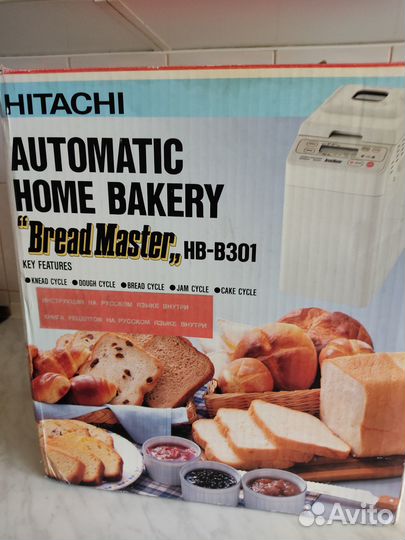 HITACHI
AUTOMATIC
HOME BAKERY
"Bread Master„ HB-B301
KEY FEATURES
●KNEAD CYCLE ●DOUGH CYCLE ●BREAD CYCLE ●JAM CYCLE ●CAKE CYCLE
ИНСТРУКЦИЯ НА РУССКОМ ЯЗЫКЕ ВНУТРИ
КНИГА РЕЦЕПТОВ НА РУССКОМ ЯЗЫКЕ ВНУТРИ
Avito